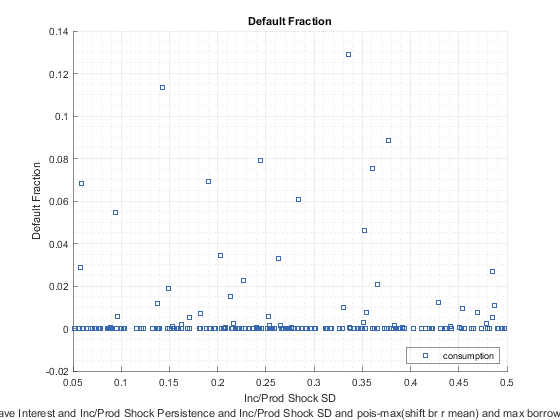 Default Fraction
0.14
0.12
0.1
0.08
0.06
0.04
0.02
0
-0.02
Default Fraction
consumption
0.05 0.1 0.15 0.2 0.25 0.3 0.35 0.4 0.45 0.5
Inc/Prod Shock SD
ave Interest and Inc/Prod Shock Persistence and Inc/Prod Shock SD and pois-max(shift br r mean) and max borrow